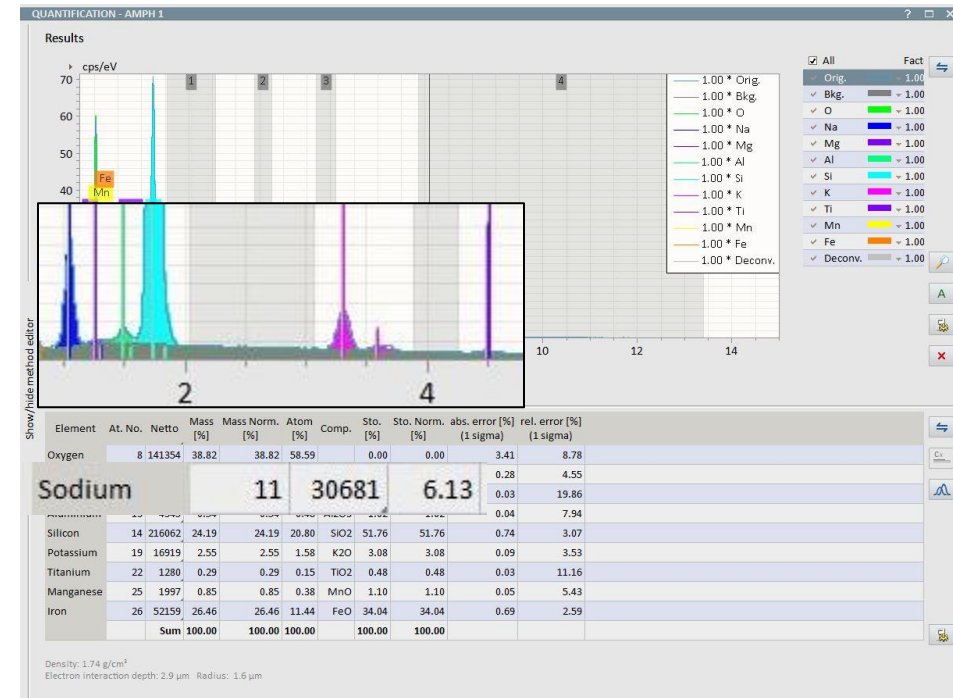 QUANTIFICATION - AMPH 1
Results
cps/eV
70
60
50
40
1
2
3
4
Fe
Mn
1.00 * Orig.
1.00 * Bkg.
1.00 * O
1.00 * Na
1.00 * Mg
1.00 * Al
1.00 * Si
1.00 * K
1.00 * Ti
1.00 * Mn
1.00 * Fe
1.00 * Deconv.
All Fact
Orig. 1.00
Bkg. 1.00
O 1.00
Na 1.00
Mg 1.00
Al 1.00
Si 1.00
K 1.00
Ti 1.00
Mn 1.00
Fe 1.00
Deconv. 1.00
A
2 4
10 12 14
Show/hide method editor
Element At. No. Netto Mass [%] Mass Norm. [%] Atom [%] Comp. Sto. [%] Sto. Norm. [%] abs. error [%] (1 sigma) rel. error [%] (1 sigma)
Oxygen 8 141354 38.82 38.82 58.59 0.00 0.00 3.41 8.78
Sodium 11 30681 6.13 0.28 4.55
0.03 19.86
0.04 7.94
Silicon 14 216062 24.19 24.19 20.80 SiO2 51.76 51.76 0.74 3.07
Potassium 19 16919 2.55 2.55 1.58 K2O 3.08 3.08 0.09 3.53
Titanium 22 1280 0.29 0.29 0.15 TiO2 0.48 0.48 0.03 11.16
Manganese 25 1997 0.85 0.85 0.38 MnO 1.10 1.10 0.05 5.43
Iron 26 52159 26.46 26.46 11.44 FeO 34.04 34.04 0.69 2.59
Sum 100.00 100.00 100.00 100.00 100.00
Density: 1.74 g/cm³
Electron interaction depth: 2.9 µm Radius: 1.6 µm